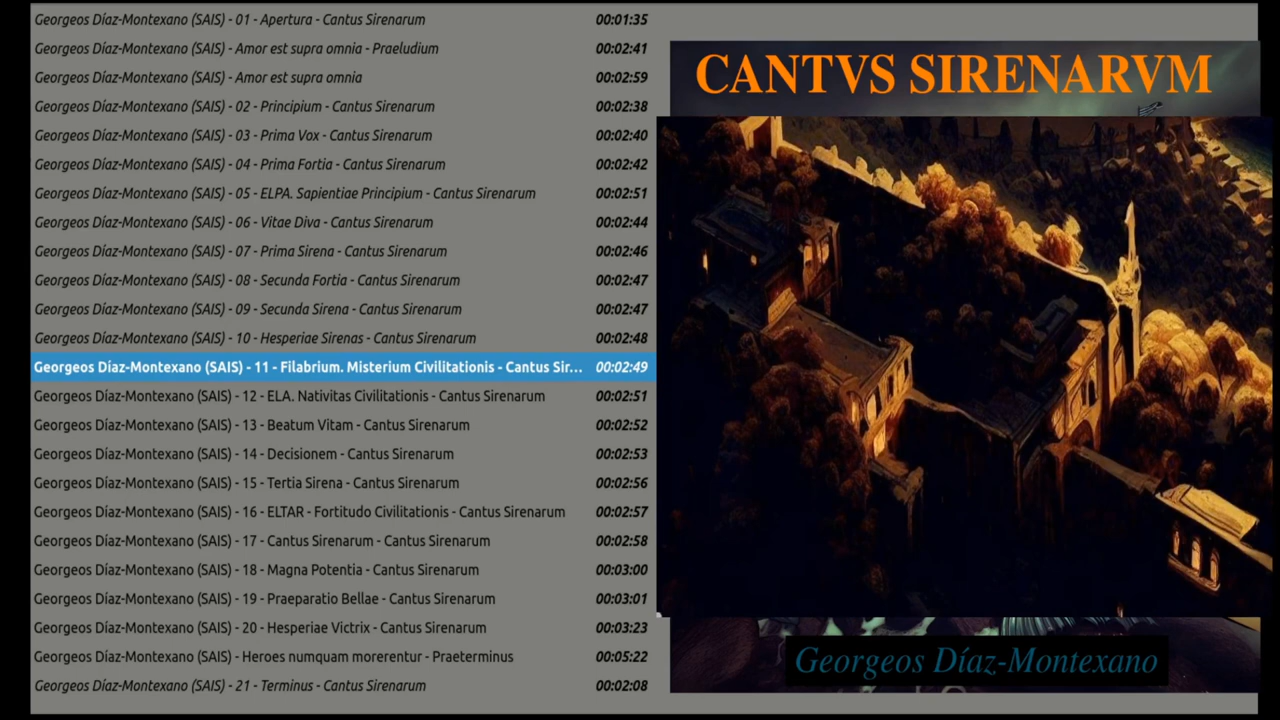 Georgeos Díaz-Montexano (SAIS) - 01 - Apertura - Cantus Sirenarum 00:01:35
Georgeos Díaz-Montexano (SAIS) - Amor est supra omnia - Praeludium 00:02:41
Georgeos Díaz-Montexano (SAIS) - Amor est supra omnia 00:02:59
Georgeos Díaz-Montexano (SAIS) - 02 - Principium - Cantus Sirenarum 00:02:38
Georgeos Díaz-Montexano (SAIS) - 03 - Prima Vox - Cantus Sirenarum 00:02:40
Georgeos Díaz-Montexano (SAIS) - 04 - Prima Fortia - Cantus Sirenarum 00:02:42
Georgeos Díaz-Montexano (SAIS) - 05 - ELPA. Sapientiae Principium - Cantus Sirenarum 00:02:51
Georgeos Díaz-Montexano (SAIS) - 06 - Vitae Diva - Cantus Sirenarum 00:02:44
Georgeos Díaz-Montexano (SAIS) - 07 - Prima Sirena - Cantus Sirenarum 00:02:46
Georgeos Díaz-Montexano (SAIS) - 08 - Secunda Fortia - Cantus Sirenarum 00:02:47
Georgeos Díaz-Montexano (SAIS) - 09 - Secunda Sirena - Cantus Sirenarum 00:02:47
Georgeos Díaz-Montexano (SAIS) - 10 - Hesperiae Sirenas - Cantus Sirenarum 00:02:48
Georgeos Díaz-Montexano (SAIS) - 11 - Filabrium. Misterium Civilitationis - Cantus Sir... 00:02:49
Georgeos Díaz-Montexano (SAIS) - 12 - ELA. Nativitas Civilitationis - Cantus Sirenarum 00:02:51
Georgeos Díaz-Montexano (SAIS) - 13 - Beatum Vitam - Cantus Sirenarum 00:02:52
Georgeos Díaz-Montexano (SAIS) - 14 - Decisionem - Cantus Sirenarum 00:02:53
Georgeos Díaz-Montexano (SAIS) - 15 - Tertia Sirena - Cantus Sirenarum 00:02:56
Georgeos Díaz-Montexano (SAIS) - 16 - ELTAR - Fortitudo Civilitationis - Cantus Sirenarum 00:02:57
Georgeos Díaz-Montexano (SAIS) - 17 - Cantus Sirenarum - Cantus Sirenarum 00:02:58
Georgeos Díaz-Montexano (SAIS) - 18 - Magna Potentia - Cantus Sirenarum 00:03:00
Georgeos Díaz-Montexano (SAIS) - 19 - Praeparatio Bellae - Cantus Sirenarum 00:03:01
Georgeos Díaz-Montexano (SAIS) - 20 - Hesperiae Victrix - Cantus Sirenarum 00:03:23
Georgeos Díaz-Montexano (SAIS) - Heroes numquam morerentur - Praeterminus 00:05:22
Georgeos Díaz-Montexano (SAIS) - 21 - Terminus - Cantus Sirenarum 00:02:08
CANTVS SIRENARVM
Georgeos Díaz-Montexano